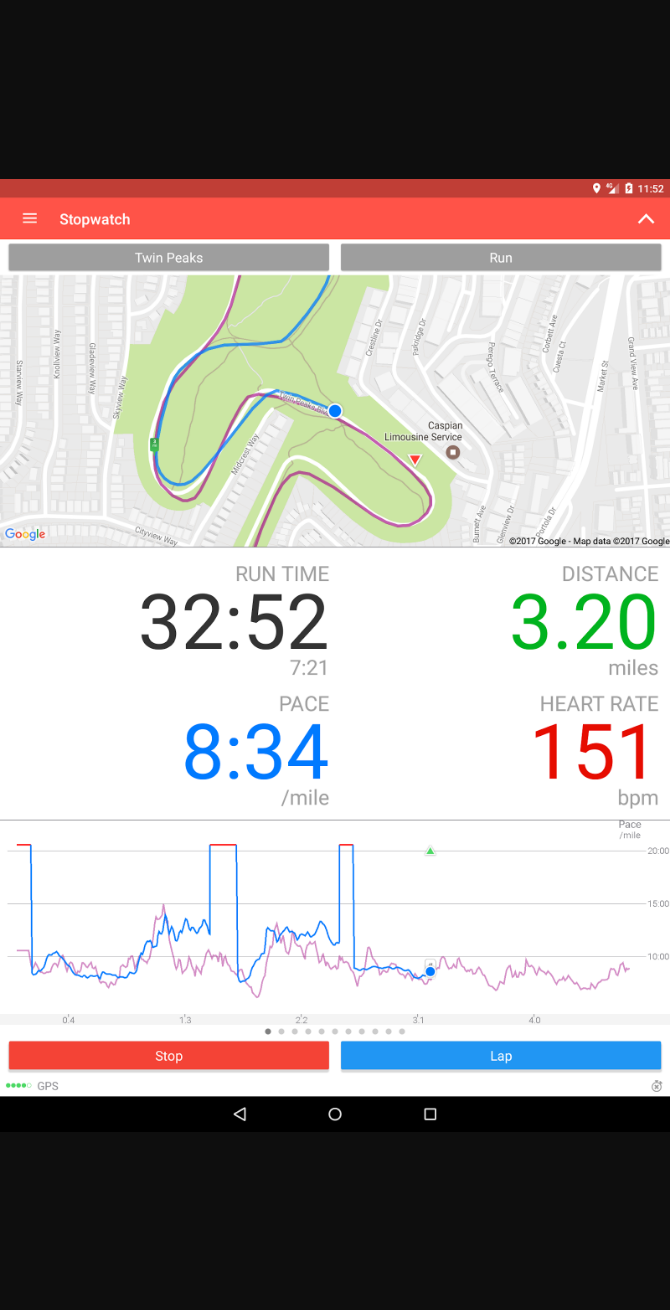 11:52
Stopwatch
Twin Peaks
Run
Starview Way
Knollview Way
Gladeview Way
Skyview Way
Midcrest Way
Cityview Way
Crestline Dr
Parkridge Dr
Perego Terrace
Corbett Ave
Cuesta Ct
Market St
Grand View Ave
Caspian
Limousine Service
Burnett Ave
Glenview Dr
Portola Dr
Google
©2017 Google - Map data ©2017 Google
RUN TIME
32:52
7:21
DISTANCE
3.20
miles
PACE
8:34
/mile
HEART RATE
151
bpm
Pace
/mile
20:00
15:00
10:00
0.4
1.3
2.2
3.1
4.0
Stop
Lap
GPS